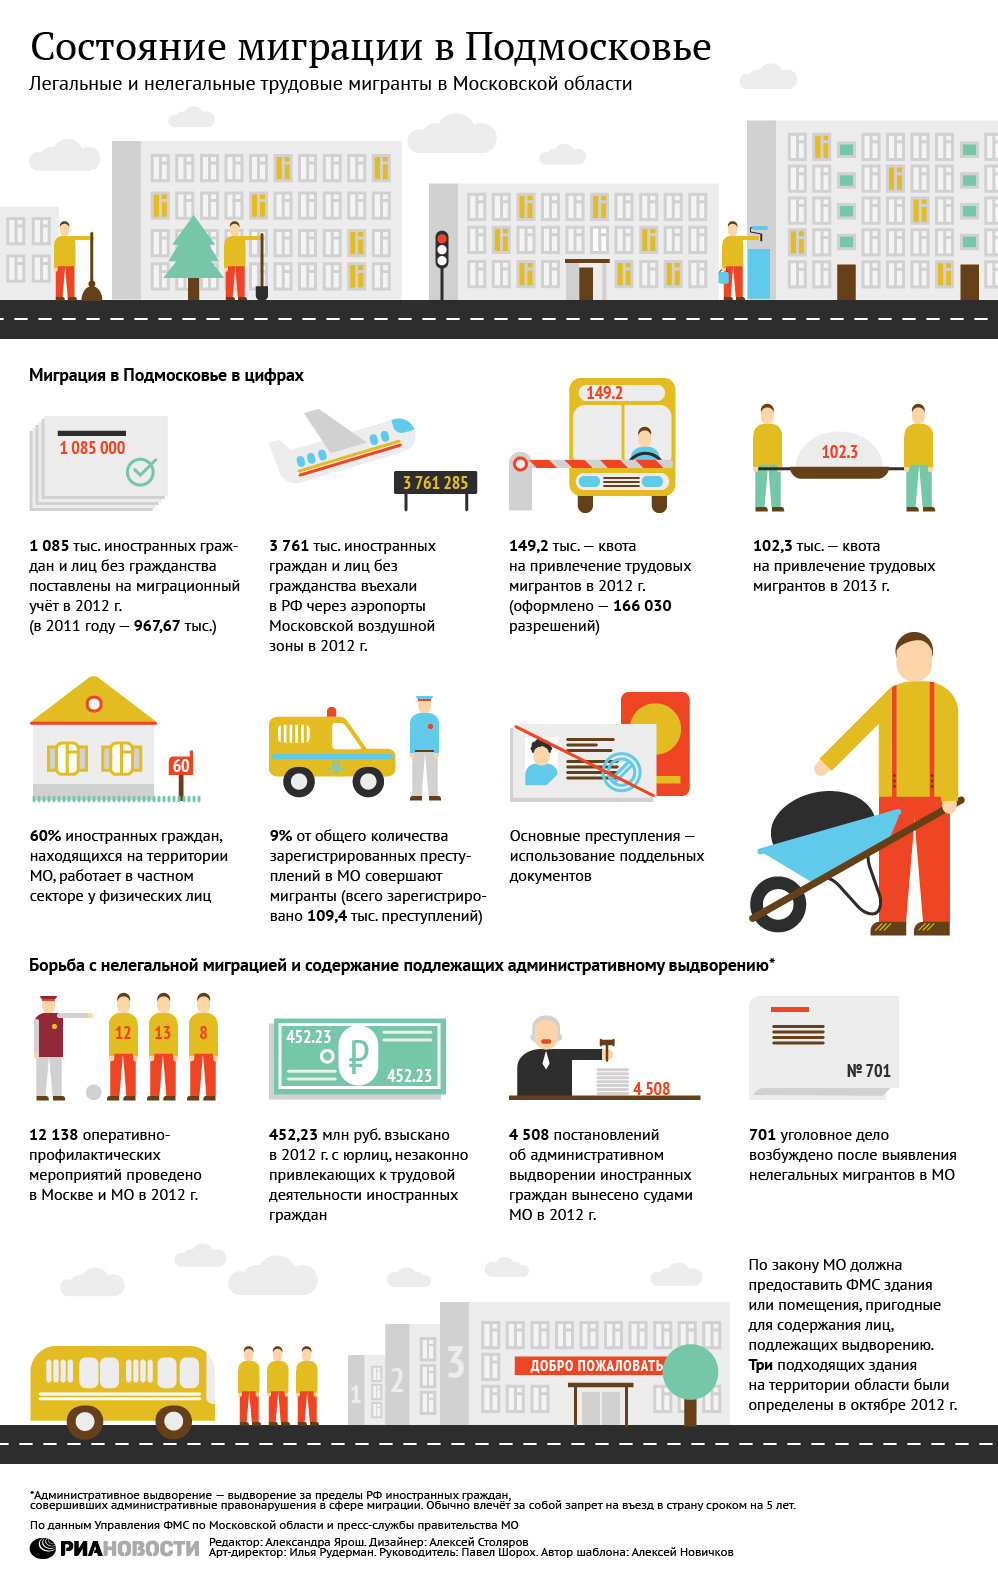 Состояние миграции в Подмосковье
Легальные и нелегальные трудовые мигранты в Московской области
Миграция в Подмосковье в цифрах
1 085 000
1 085 тыс. иностранных граж-
дан и лиц без гражданства
поставлены на миграционный
учёт в 2012 г.
(в 2011 году — 967,67 тыс.)
3 761 285
3 761 тыс. иностранных
граждан и лиц без
гражданства въехали
в РФ через аэропорты
Московской воздушной
зоны в 2012 г.
149.2
149,2 тыс. — квота
на привлечение трудовых
мигрантов в 2012 г.
(оформлено — 166 030
разрешений)
102.3
102,3 тыс. — квота
на привлечение трудовых
мигрантов в 2013 г.
60
60% иностранных граждан,
находящихся на территории
МО, работает в частном
секторе у физических лиц
9
9% от общего количества
зарегистрированных престу-
плений в МО совершают
мигранты (всего зарегистриро-
вано 109,4 тыс. преступлений)
Основные преступления —
использование поддельных
документов
Борьба с нелегальной миграцией и содержание подлежащих административному выдворению*
12 13 8
12 138 оперативно-
профилактических
мероприятий проведено
в Москве и МО в 2012 г.
452.23
₽
452.23
452,23 млн руб. взыскано
в 2012 г. с юрлиц, незаконно
привлекающих к трудовой
деятельности иностранных
граждан
4 508
4 508 постановлений
об административном
выдворении иностранных
граждан вынесено судами
МО в 2012 г.
№ 701
701 уголовное дело
возбуждено после выявления
нелегальных мигрантов в МО
1
2
3
ДОБРО ПОЖАЛОВАТЬ
По закону МО должна
предоставить ФМС здания
или помещения, пригодные
для содержания лиц,
подлежащих выдворению.
Три подходящих здания
на территории области были
определены в октябре 2012 г.
*Административное выдворение — выдворение за пределы РФ иностранных граждан,
совершивших административные правонарушения в сфере миграции. Обычно влечёт за собой запрет на въезд в страну сроком на 5 лет.
По данным Управления ФМС по Московской области и пресс-службы правительства МО
РИАНОВОСТИ
Редактор: Александра Ярош. Дизайнер: Алексей Столяров
Арт-директор: Илья Рудерман. Руководитель: Павел Шорох. Автор шаблона: Алексей Новичков